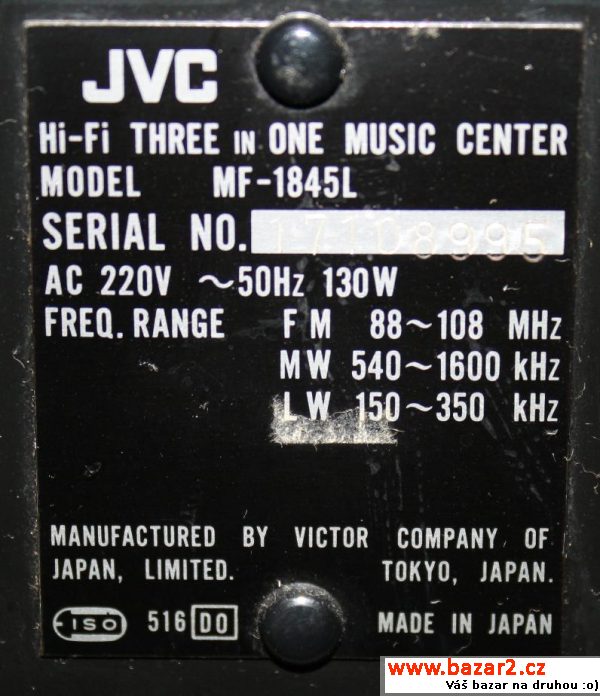 JVC
Hi-Fi THREE IN ONE MUSIC CENTER
MODEL MF-1845L
SERIAL NO. 17108995
AC 220V ~50Hz 130W
FREQ. RANGE FM 88~108 MHz
MW 540~1600 kHz
LW 150~350 kHz
MANUFACTURED BY VICTOR COMPANY OF
JAPAN, LIMITED. TOKYO, JAPAN.
ISO 516 DO MADE IN JAPAN
www.bazar2.cz
Váš bazar na druhou :o)